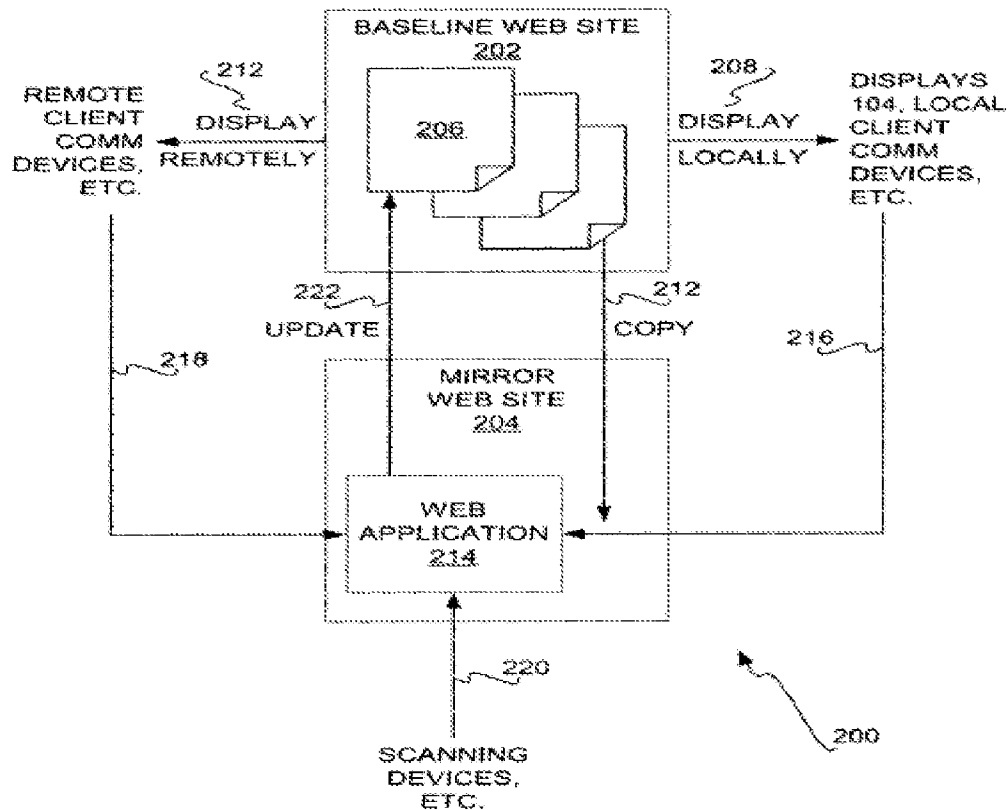 BASELINE WEB SITE
202
212
208
REMOTE
CLIENT
COMM
DEVICES,
ETC.
DISPLAY
REMOTELY
206
DISPLAY
LOCALLY
DISPLAYS
104, LOCAL
CLIENT
COMM
DEVICES,
ETC.
222
UPDATE
212
COPY
218
216
MIRROR
WEB SITE
204
WEB
APPLICATION
214
220
200
SCANNING
DEVICES,
ETC.